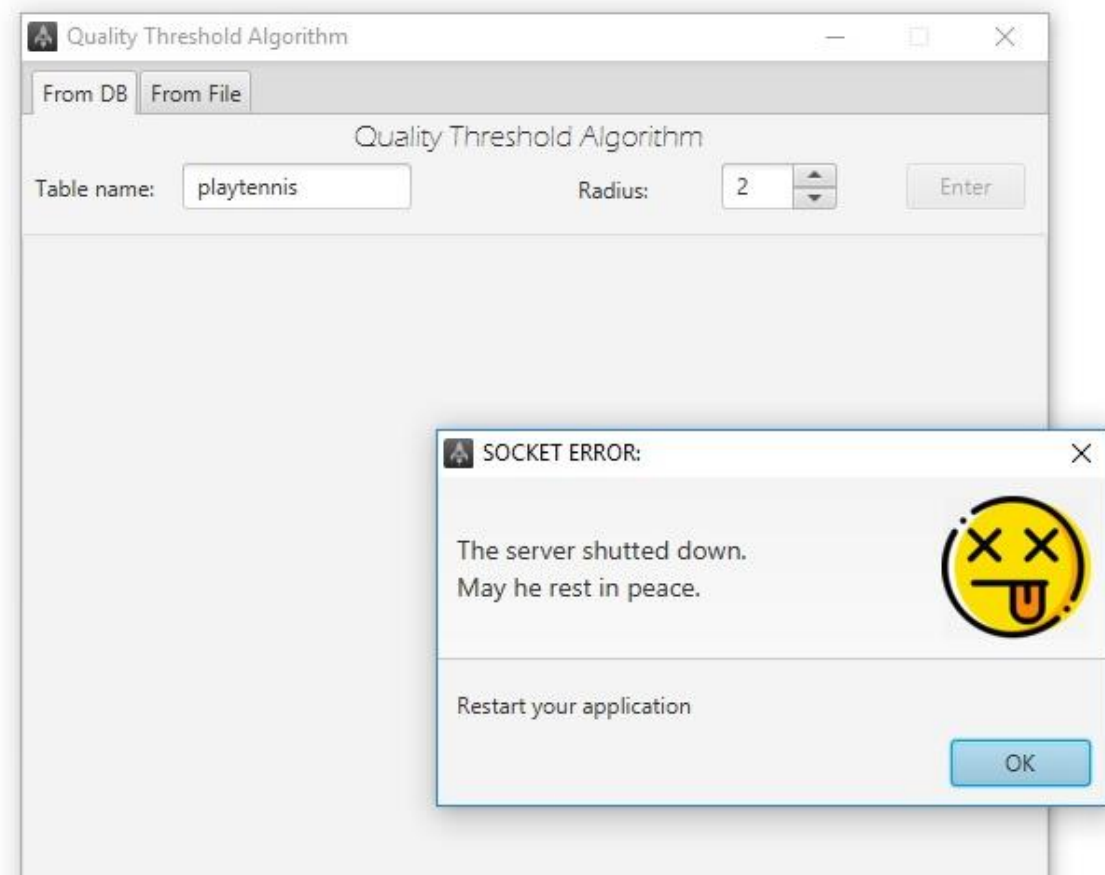 Quality Threshold Algorithm
From DB From File
Quality Threshold Algorithm
Table name: playtennis Radius: 2 Enter
SOCKET ERROR:
The server shutted down.
May he rest in peace.
Restart your application
OK